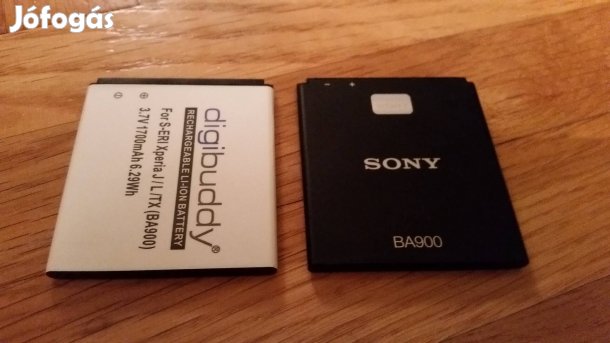 Jófogás
digibuddy®
RECHARGEABLE LI-ION BATTERY
For S-ERI Xperia J / L /TX (BA900)
3.7V 1700mAh 6.29Wh
- +
SONY
BA900